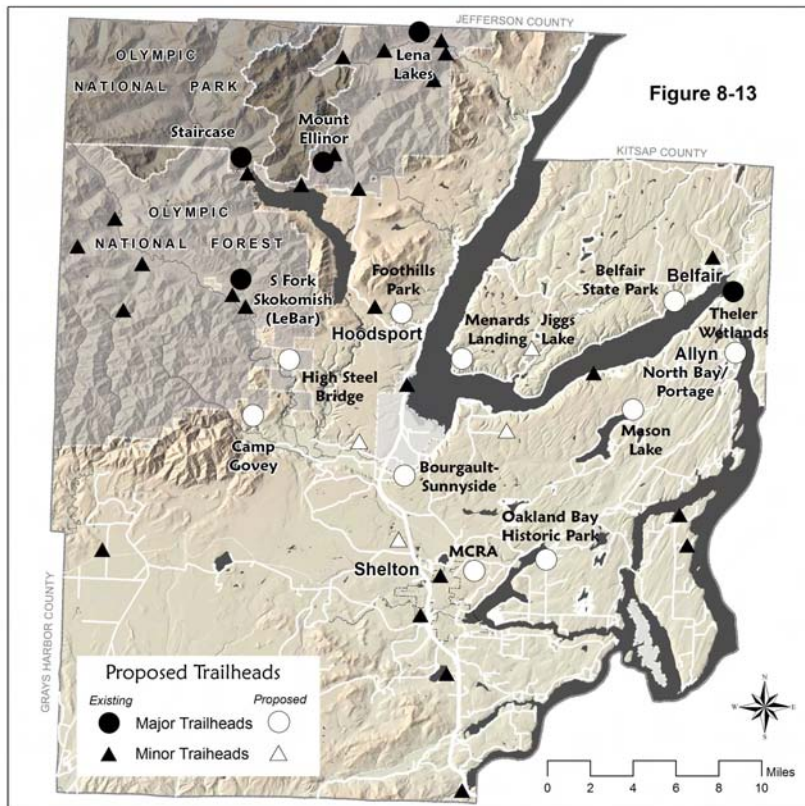 JEFFERSON COUNTY
OLYMPIC
NATIONAL PARK
Lena
Lakes
Figure 8-13
Staircase
Mount
Ellinor
KITSAP COUNTY
OLYMPIC
NATIONAL FOREST
S Fork
Skokomish
(LeBar)
Foothills
Park
Hoodsport
Belfair
State Park
Belfair
Menards
Landing
Jiggs
Lake
Theler
Wetlands
Allyn
North Bay/
Portage
High Steel
Bridge
Mason
Lake
Camp
Govey
Bourgault-
Sunnyside
Oakland Bay
Historic Park
MCRA
Shelton
GRAYS HARBOR COUNTY
Proposed Trailheads
Existing Proposed
Major Trailheads
Minor Traiheads
N
W E
S
Miles
0 2 4 6 8 10